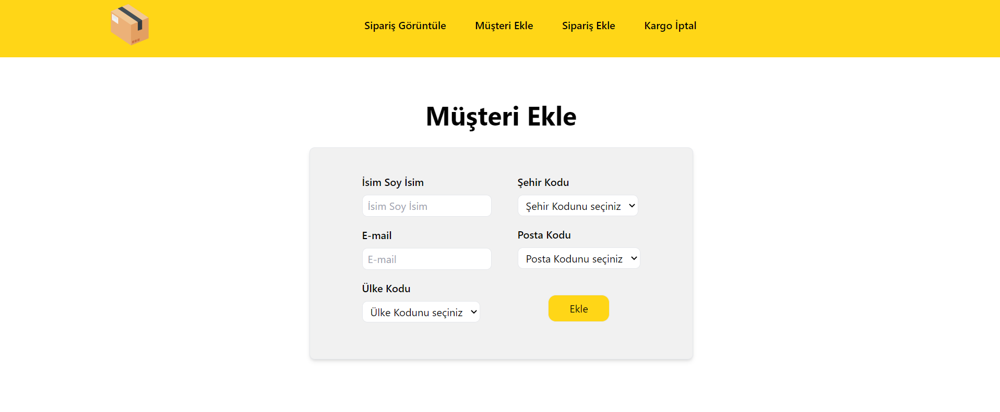 Sipariş Görüntüle Müşteri Ekle Sipariş Ekle Kargo İptal
Müşteri Ekle
İsim Soy İsim
İsim Soy İsim
E-mail
E-mail
Ülke Kodu
Ülke Kodunu seçiniz
Şehir Kodu
Şehir Kodunu seçiniz
Posta Kodu
Posta Kodunu seçiniz
Ekle